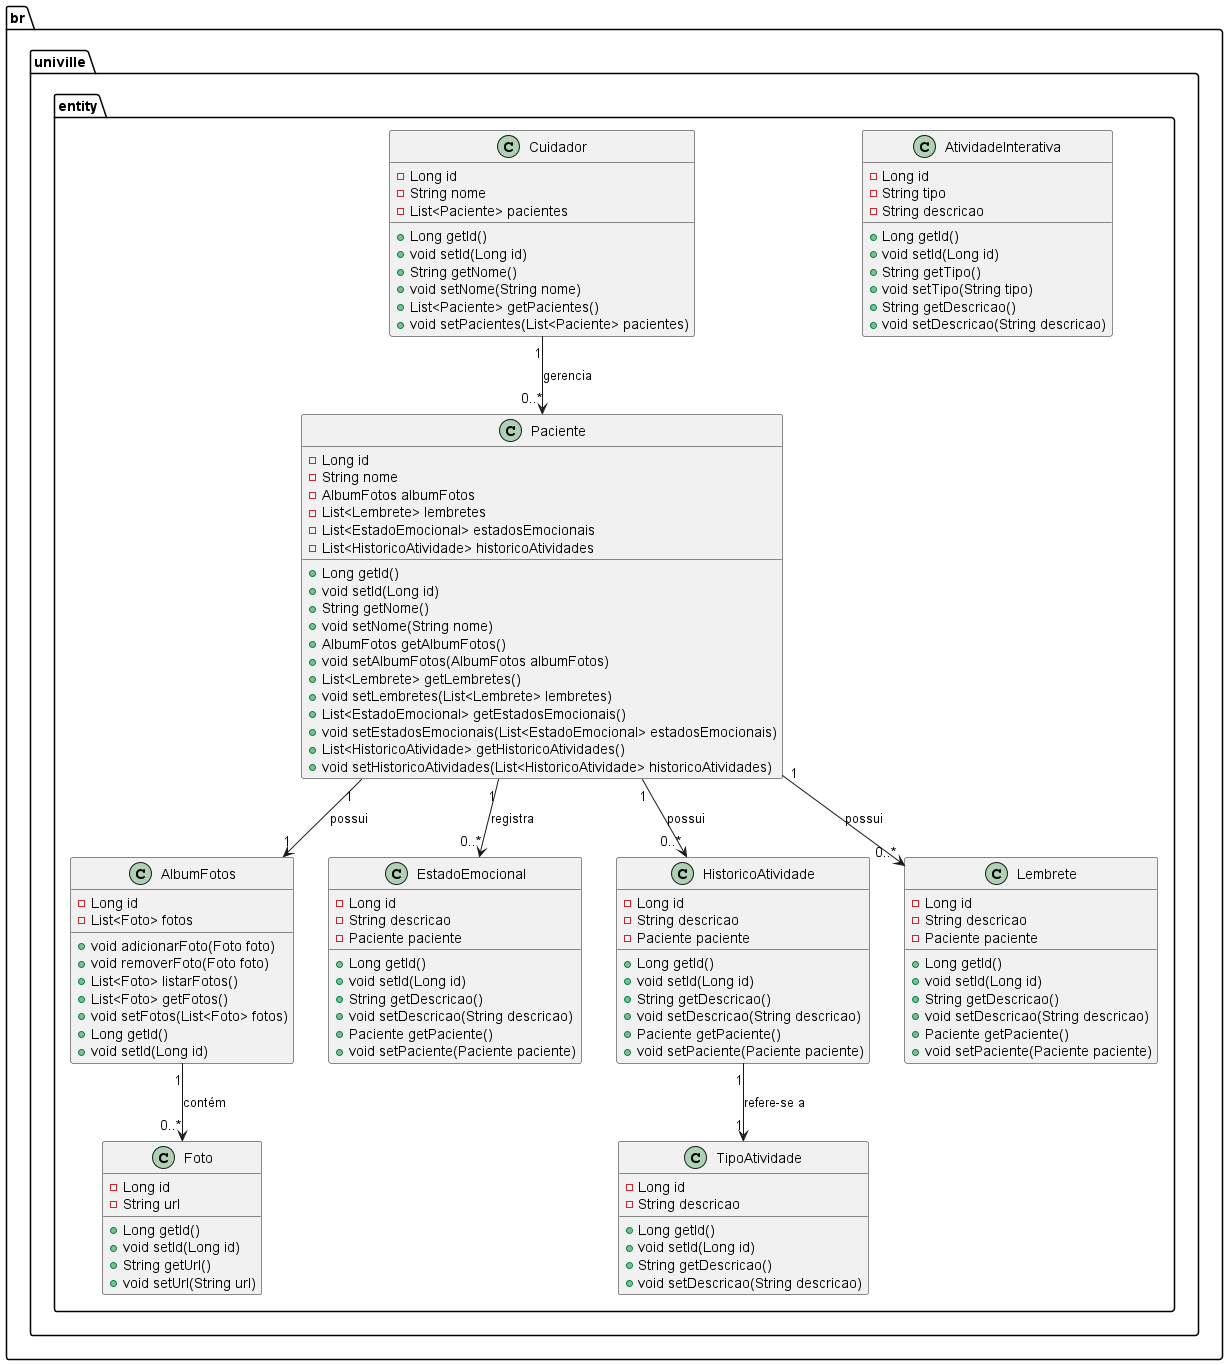 br
univille
entity
C Cuidador
Long id
String nome
List<Paciente> pacientes
Long getId()
void setId(Long id)
String getNome()
void setNome(String nome)
List<Paciente> getPacientes()
void setPacientes(List<Paciente> pacientes)
C AtividadeInterativa
Long id
String tipo
String descricao
Long getId()
void setId(Long id)
String getTipo()
void setTipo(String tipo)
String getDescricao()
void setDescricao(String descricao)
1
gerencia
0..*
C Paciente
Long id
String nome
AlbumFotos albumFotos
List<Lembrete> lembretes
List<EstadoEmocional> estadosEmocionais
List<HistoricoAtividade> historicoAtividades
Long getId()
void setId(Long id)
String getNome()
void setNome(String nome)
AlbumFotos getAlbumFotos()
void setAlbumFotos(AlbumFotos albumFotos)
List<Lembrete> getLembretes()
void setLembretes(List<Lembrete> lembretes)
List<EstadoEmocional> getEstadosEmocionais()
void setEstadosEmocionais(List<EstadoEmocional> estadosEmocionais)
List<HistoricoAtividade> getHistoricoAtividades()
void setHistoricoAtividades(List<HistoricoAtividade> historicoAtividades)
1
possui
1
1
registra
0..*
1
possui
0..*
1
possui
0..*
C AlbumFotos
Long id
List<Foto> fotos
void adicionarFoto(Foto foto)
void removerFoto(Foto foto)
List<Foto> listarFotos()
List<Foto> getFotos()
void setFotos(List<Foto> fotos)
Long getId()
void setId(Long id)
C EstadoEmocional
Long id
String descricao
Paciente paciente
Long getId()
void setId(Long id)
String getDescricao()
void setDescricao(String descricao)
Paciente getPaciente()
void setPaciente(Paciente paciente)
C HistoricoAtividade
Long id
String descricao
Paciente paciente
Long getId()
void setId(Long id)
String getDescricao()
void setDescricao(String descricao)
Paciente getPaciente()
void setPaciente(Paciente paciente)
C Lembrete
Long id
String descricao
Paciente paciente
Long getId()
void setId(Long id)
String getDescricao()
void setDescricao(String descricao)
Paciente getPaciente()
void setPaciente(Paciente paciente)
1
contém
0..*
1
refere-se a
1
C Foto
Long id
String url
Long getId()
void setId(Long id)
String getUrl()
void setUrl(String url)
C TipoAtividade
Long id
String descricao
Long getId()
void setId(Long id)
String getDescricao()
void setDescricao(String descricao)